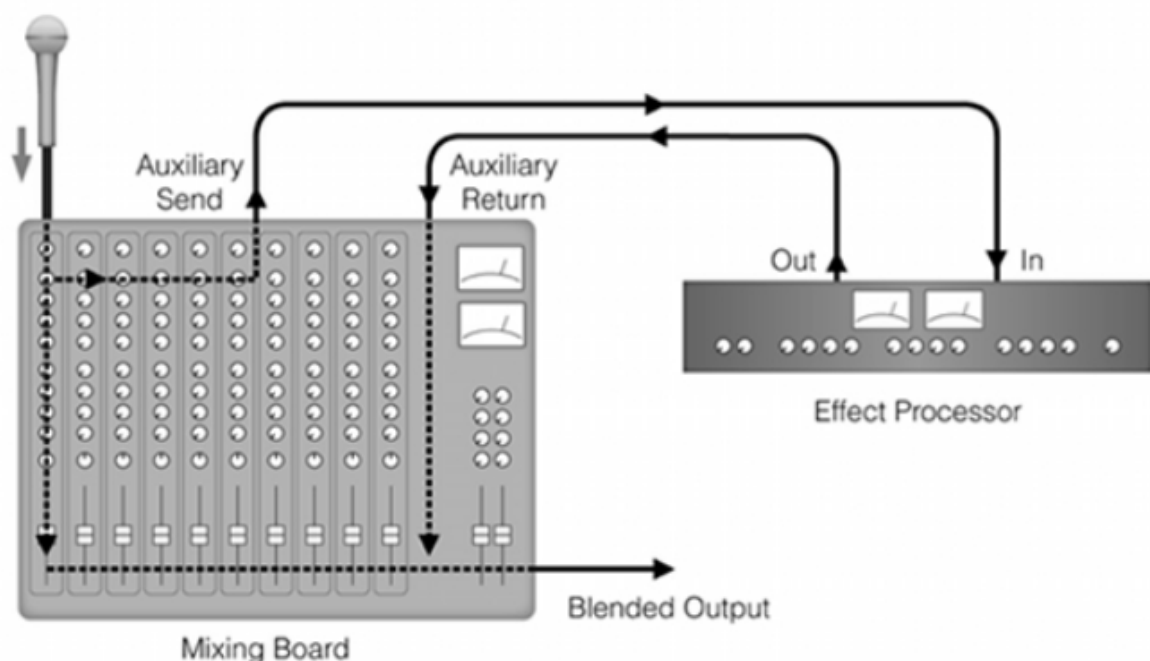 Auxiliary
Send
Auxiliary
Return
Out
In
Effect Processor
Blended Output
Mixing Board